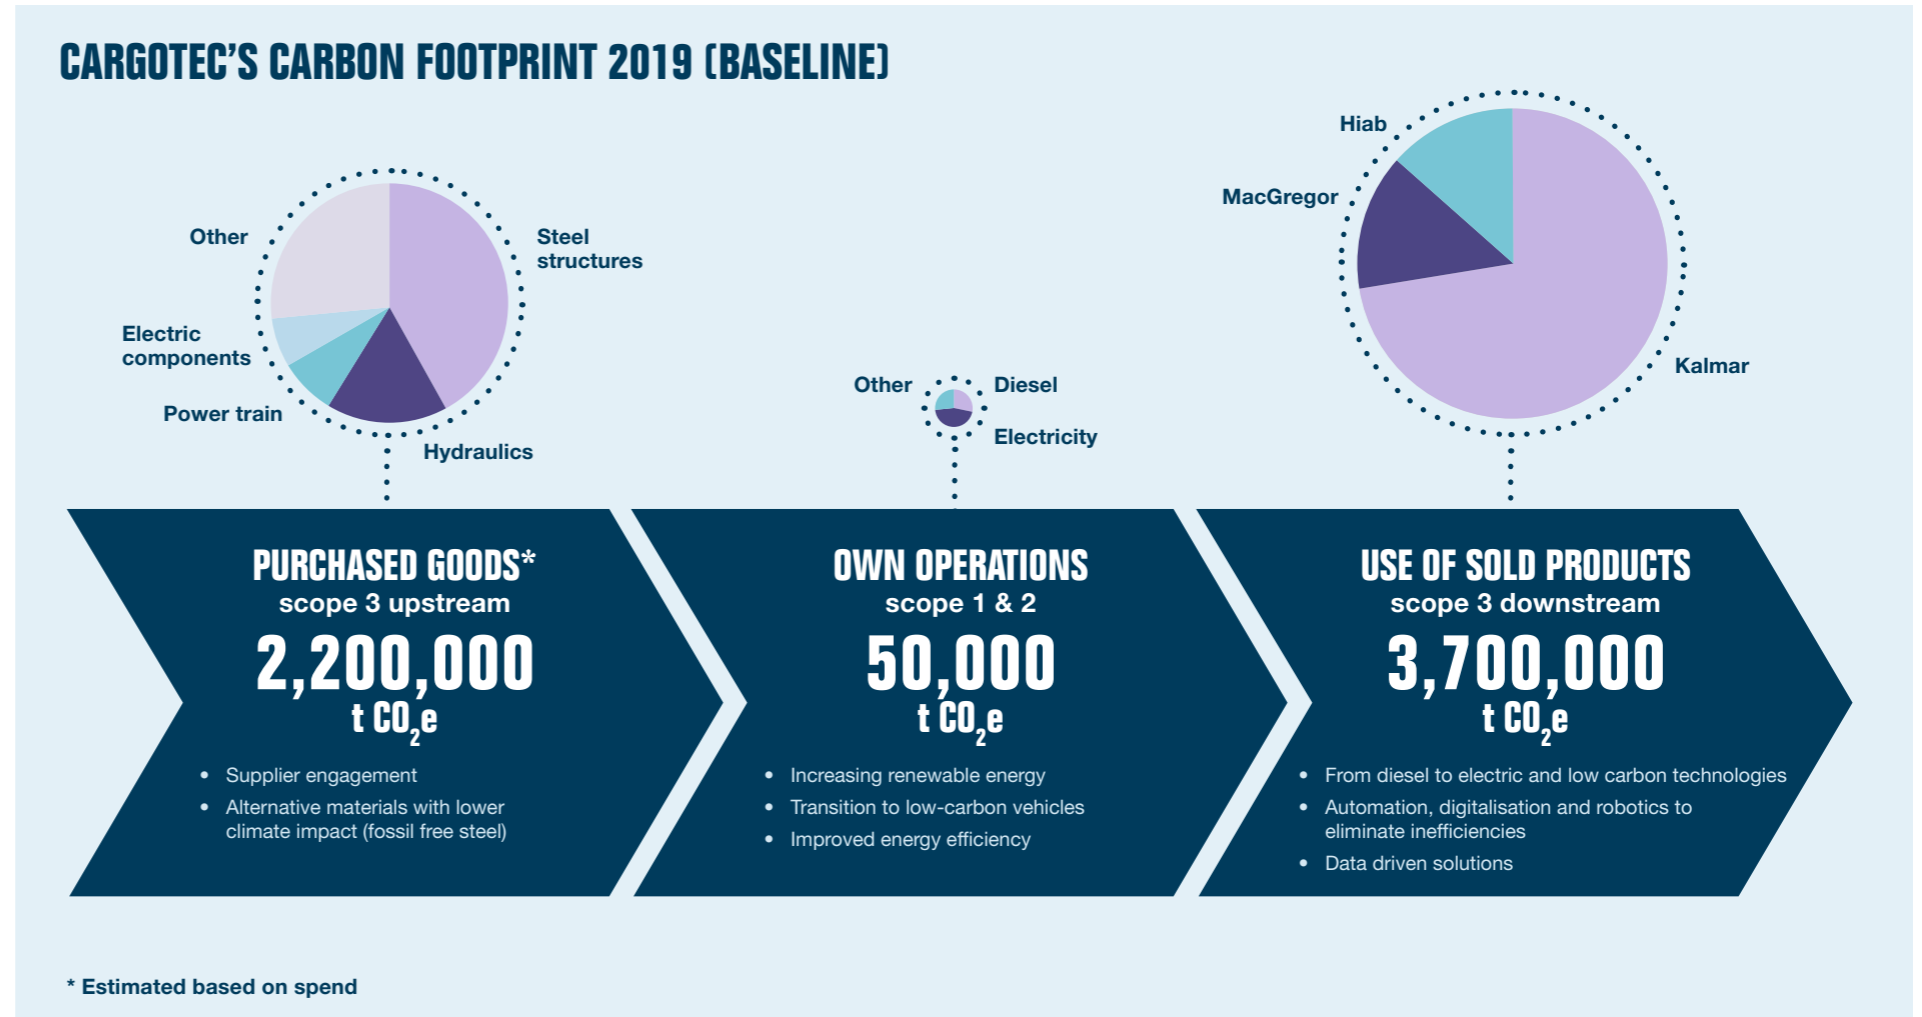 CARGOTEC'S CARBON FOOTPRINT 2019 (BASELINE)
Other
Steel
structures
Electric
components
Power train
Hydraulics
Other
Diesel
Electricity
Hiab
MacGregor
Kalmar
PURCHASED GOODS*
scope 3 upstream
2,200,000
t CO₂e
• Supplier engagement
• Alternative materials with lower
climate impact (fossil free steel)
OWN OPERATIONS
scope 1 & 2
50,000
t CO₂e
• Increasing renewable energy
• Transition to low-carbon vehicles
• Improved energy efficiency
USE OF SOLD PRODUCTS
scope 3 downstream
3,700,000
t CO₂e
• From diesel to electric and low carbon technologies
• Automation, digitalisation and robotics to
eliminate inefficiencies
• Data driven solutions
* Estimated based on spend